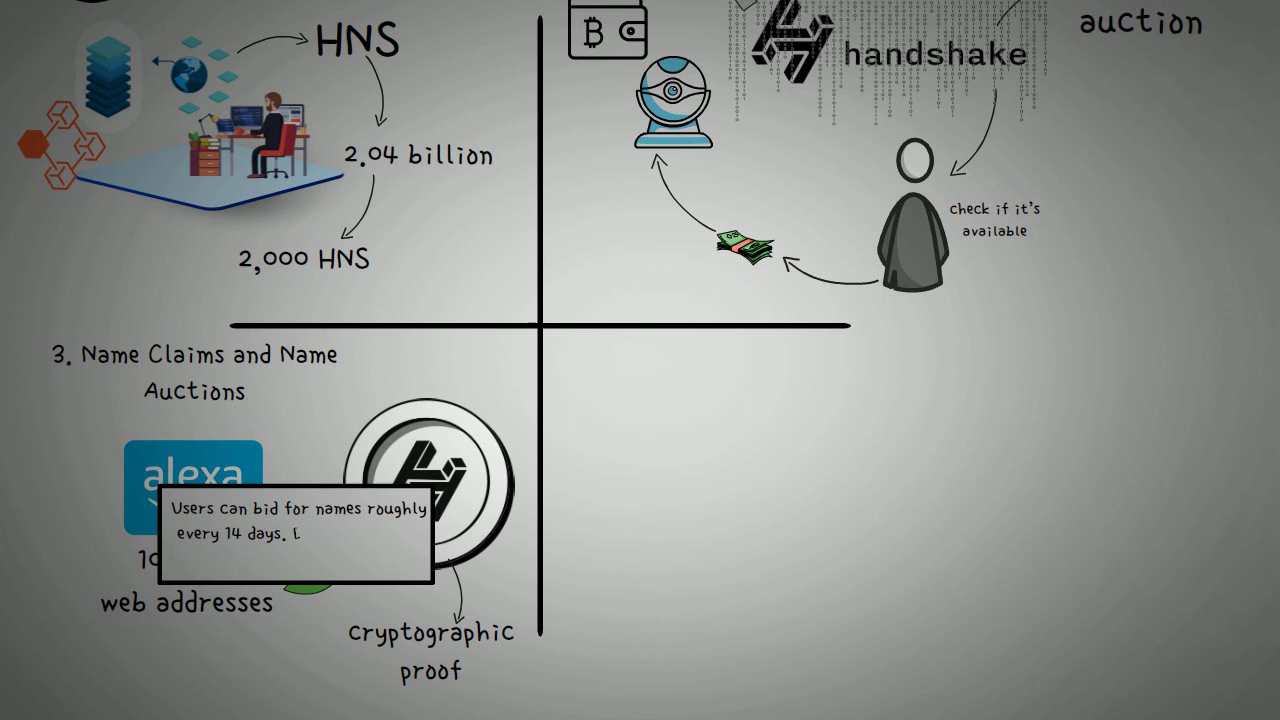 HNS
2.04 billion
2,000 HNS
B
handshake
auction
check if it's
available
3. Name Claims and Name
Auctions
alexa
Users can bid for names roughly
every 14 days. [
10
web addresses
cryptographic
proof